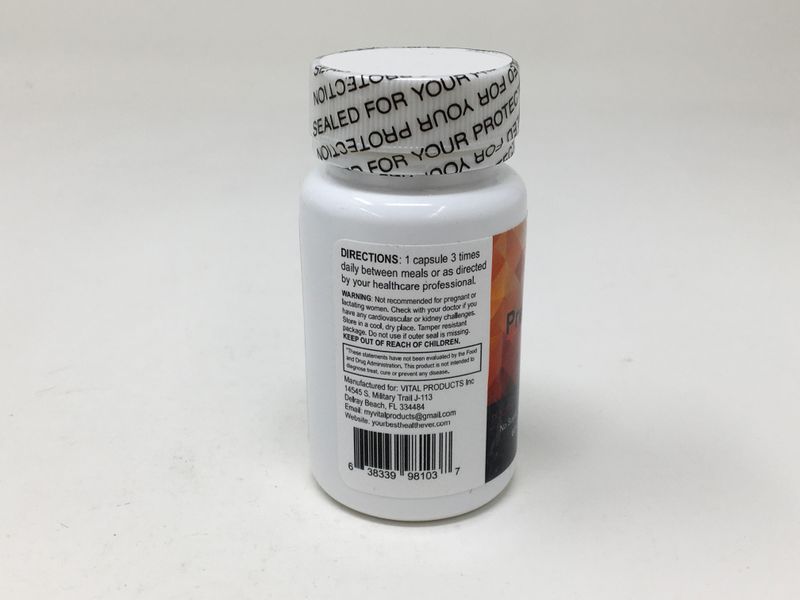 SEALED FOR YOUR PROTECTION
DIRECTIONS: 1 capsule 3 times
daily between meals or as directed
by your healthcare professional.
WARNING: Not recommended for pregnant or
lactating women. Check with your doctor if you
have any cardiovascular or kidney challenges.
Store in a cool, dry place. Tamper resistant
package. Do not use if outer seal is missing.
KEEP OUT OF REACH OF CHILDREN.
*These statements have not been evaluated by the Food
and Drug Administration. This product is not intended to
diagnose treat, cure or prevent any disease.
Manufactured for: VITAL PRODUCTS Inc
14545 S. Military Trail J-113
Delray Beach, FL 334484
Email: myvitalproducts@gmail.com
Website. yourbesthealthever.com
6 38339 98103 7